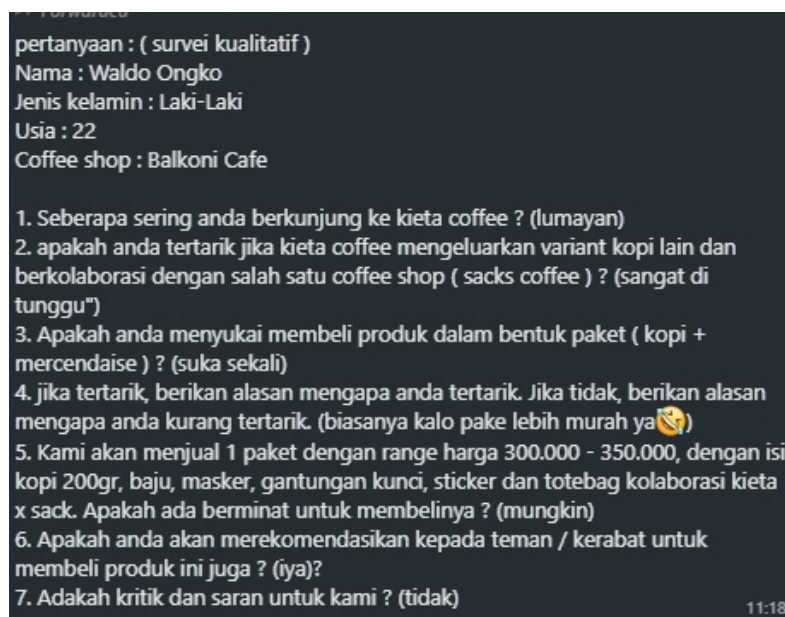 Forwarded
pertanyaan : ( survei kualitatif )
Nama : Waldo Ongko
Jenis kelamin : Laki-Laki
Usia : 22
Coffee shop : Balkoni Cafe
1. Seberapa sering anda berkunjung ke kieta coffee ? (lumayan)
2. apakah anda tertarik jika kieta coffee mengeluarkan variant kopi lain dan
berkolaborasi dengan salah satu coffee shop ( sacks coffee ) ? (sangat di
tunggu")
3. Apakah anda menyukai membeli produk dalam bentuk paket ( kopi +
mercendaise ) ? (suka sekali)
4. jika tertarik, berikan alasan mengapa anda tertarik. Jika tidak, berikan alasan
mengapa anda kurang tertarik. (biasanya kalo pake lebih murah ya🤣)
5. Kami akan menjual 1 paket dengan range harga 300.000 - 350.000, dengan isi
kopi 200gr, baju, masker, gantungan kunci, sticker dan totebag kolaborasi kieta
x sack. Apakah ada berminat untuk membelinya ? (mungkin)
6. Apakah anda akan merekomendasikan kepada teman / kerabat untuk
membeli produk ini juga ? (iya)?
7. Adakah kritik dan saran untuk kami ? (tidak)
11:18